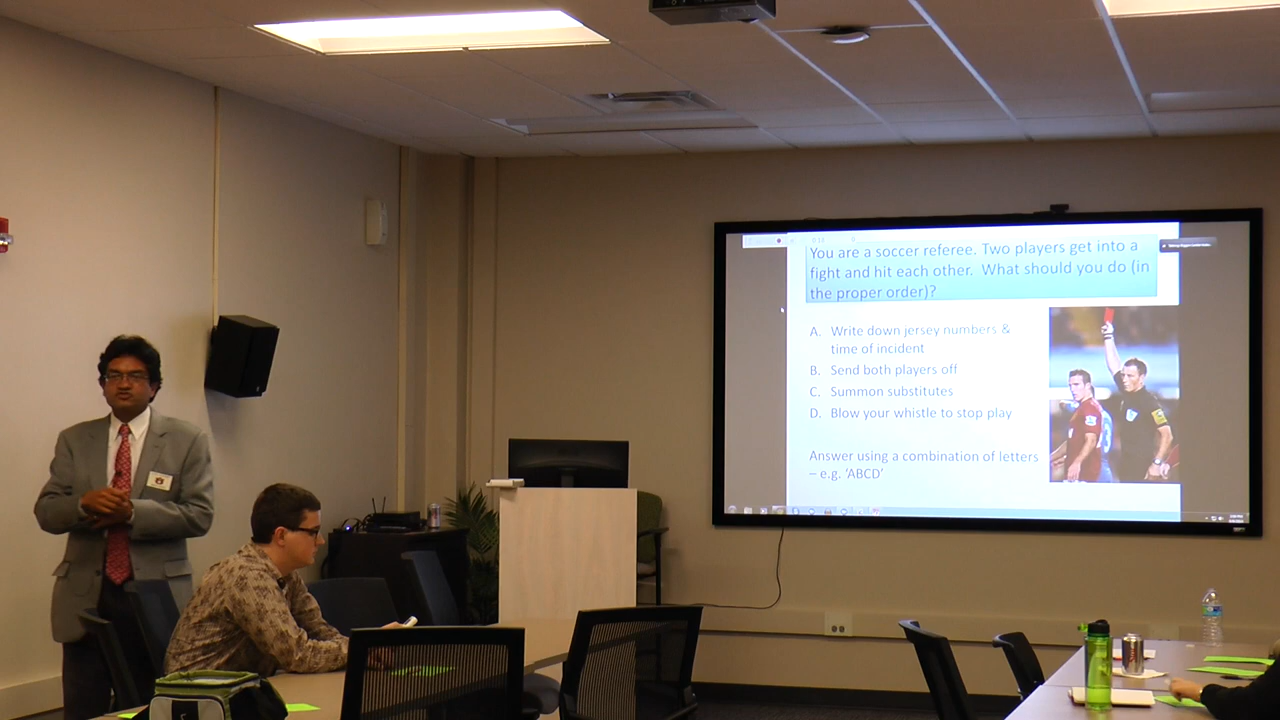 You are a soccer referee. Two players get into a
fight and hit each other. What should you do (in
the proper order)?
A. Write down jersey numbers &
time of incident
B. Send both players off
C. Summon substitutes
D. Blow your whistle to stop play
Answer using a combination of letters
– e.g. ‘ABCD’